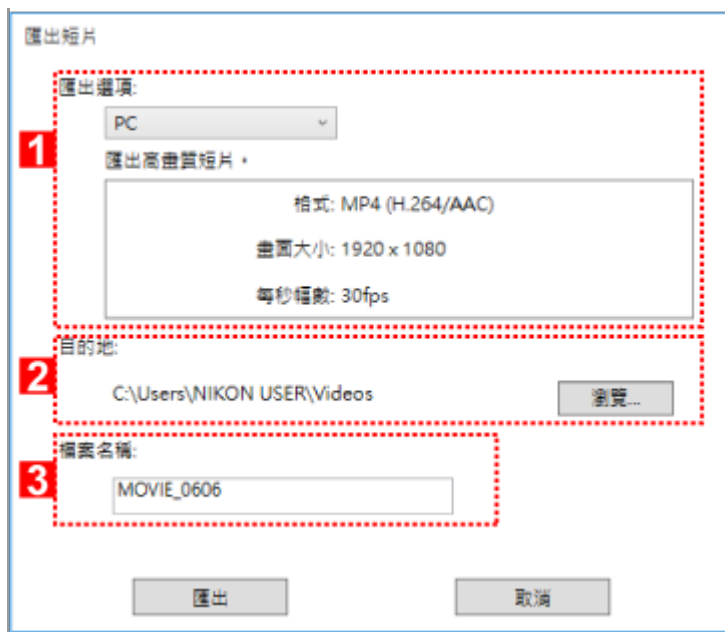 匯出短片
匯出選項:
PC
1
匯出高畫質短片。
格式: MP4 (H.264/AAC)
畫面大小: 1920 x 1080
每秒幅數: 30fps
目的地:
2
C:\Users\NIKON USER\Videos
瀏覽...
檔案名稱:
3
MOVIE_0606
匯出
取消